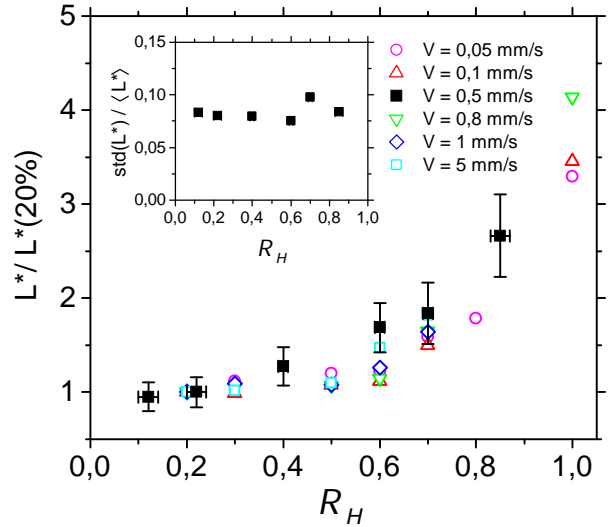 L*/ L*(20%)
5
4
3
2
1
0,0
0,2
0,4
0,6
0,8
1,0
R_H
std(L*) / ⟨L*⟩
0,15
0,10
0,05
0,00
0,0 0,2 0,4 0,6 0,8 1,0
R_H
V = 0,05 mm/s
V = 0,1 mm/s
V = 0,5 mm/s
V = 0,8 mm/s
V = 1 mm/s
V = 5 mm/s